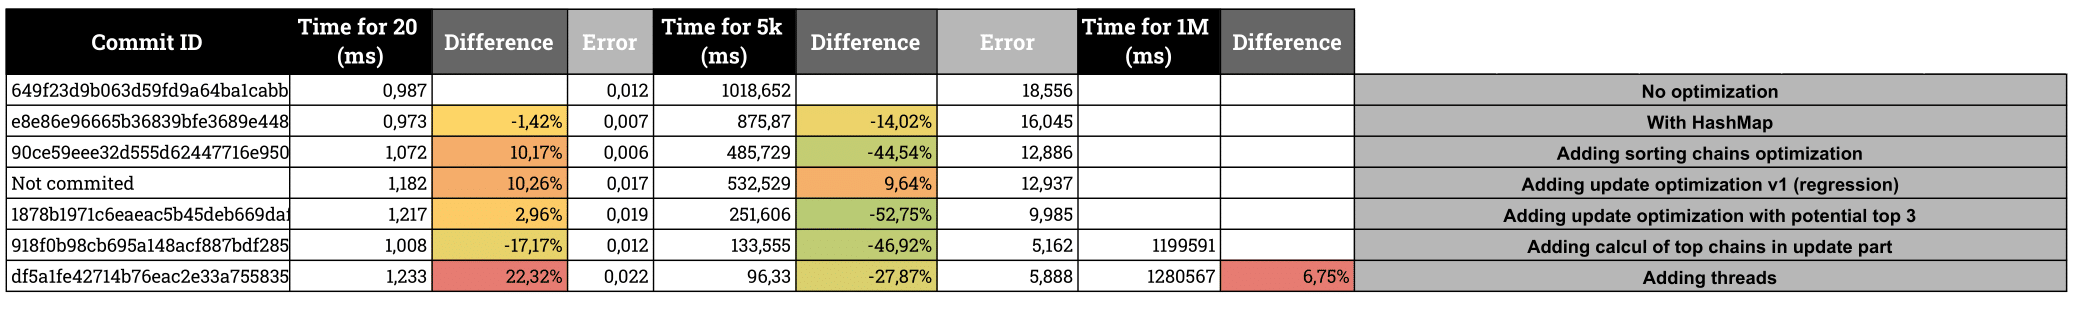 Commit ID Time for 20 (ms) Difference Error Time for 5k (ms) Difference Error Time for 1M (ms) Difference
649f23d9b063d59fd9a64ba1cabb 0,987 0,012 1018,652 18,556 No optimization
e8e86e96665b36839bfe3689e448 0,973 -1,42% 0,007 875,87 -14,02% 16,045 With HashMap
90ce59eee32d555d62447716e950 1,072 10,17% 0,006 485,729 -44,54% 12,886 Adding sorting chains optimization
Not commited 1,182 10,26% 0,017 532,529 9,64% 12,937 Adding update optimization v1 (regression)
1878b1971c6eaeac5b45deb669da 1,217 2,96% 0,019 251,606 -52,75% 9,985 Adding update optimization with potential top 3
918f0b98cb695a148acf887bdf285 1,008 -17,17% 0,012 133,555 -46,92% 5,162 1199591 Adding calcul of top chains in update part
df5a1fe42714b76eac2e33a755835 1,233 22,32% 0,022 96,33 -27,87% 5,888 1280567 6,75% Adding threads